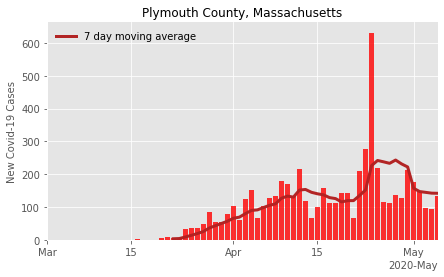 Plymouth County, Massachusetts
7 day moving average
New Covid-19 Cases
600
500
400
300
200
100
0
Mar 15 Apr 15 May
2020-May